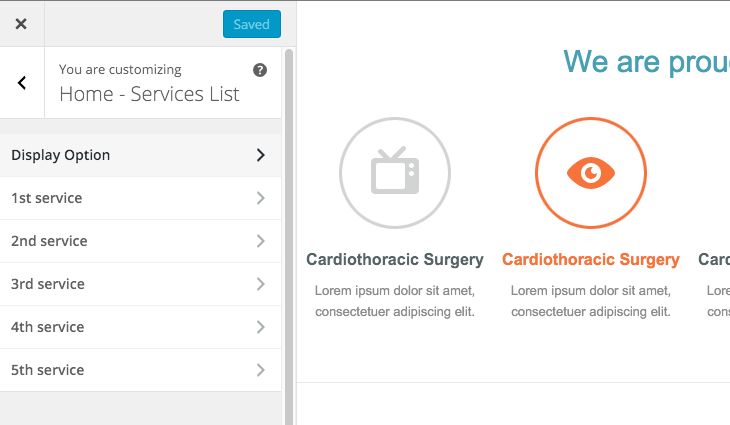 Saved
You are customizing
Home - Services List
Display Option
1st service
2nd service
3rd service
4th service
5th service
We are prou
Cardiothoracic Surgery
Lorem ipsum dolor sit amet,
consectetuer adipiscing elit.
Cardiothoracic Surgery
Lorem ipsum dolor sit amet,
consectetuer adipiscing elit.
Card
Lore
con